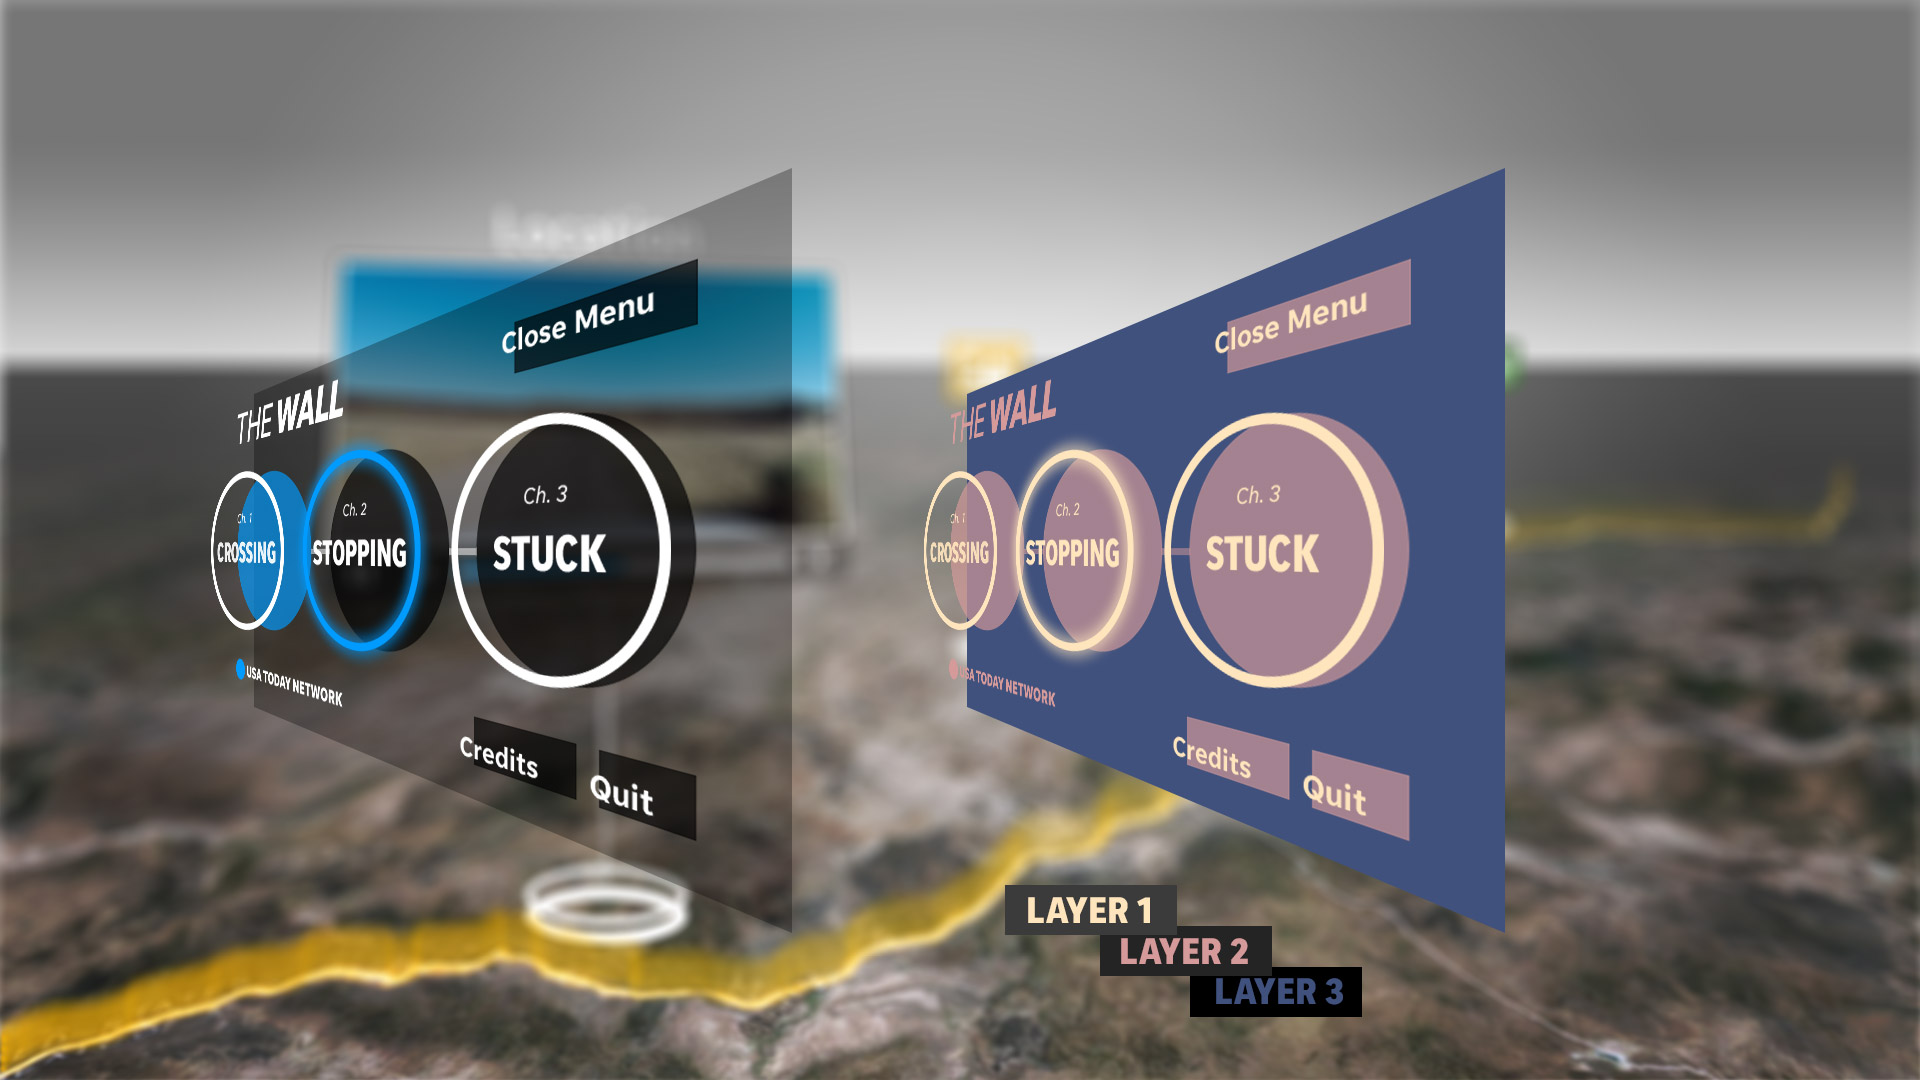 Location
Close Menu
THE WALL
Ch. 1
CROSSING
Ch. 2
STOPPING
Ch. 3
STUCK
USA TODAY NETWORK
Credits
Quit
Close Menu
THE WALL
Ch. 1
CROSSING
Ch. 2
STOPPING
Ch. 3
STUCK
USA TODAY NETWORK
Credits
Quit
LAYER 1
LAYER 2
LAYER 3